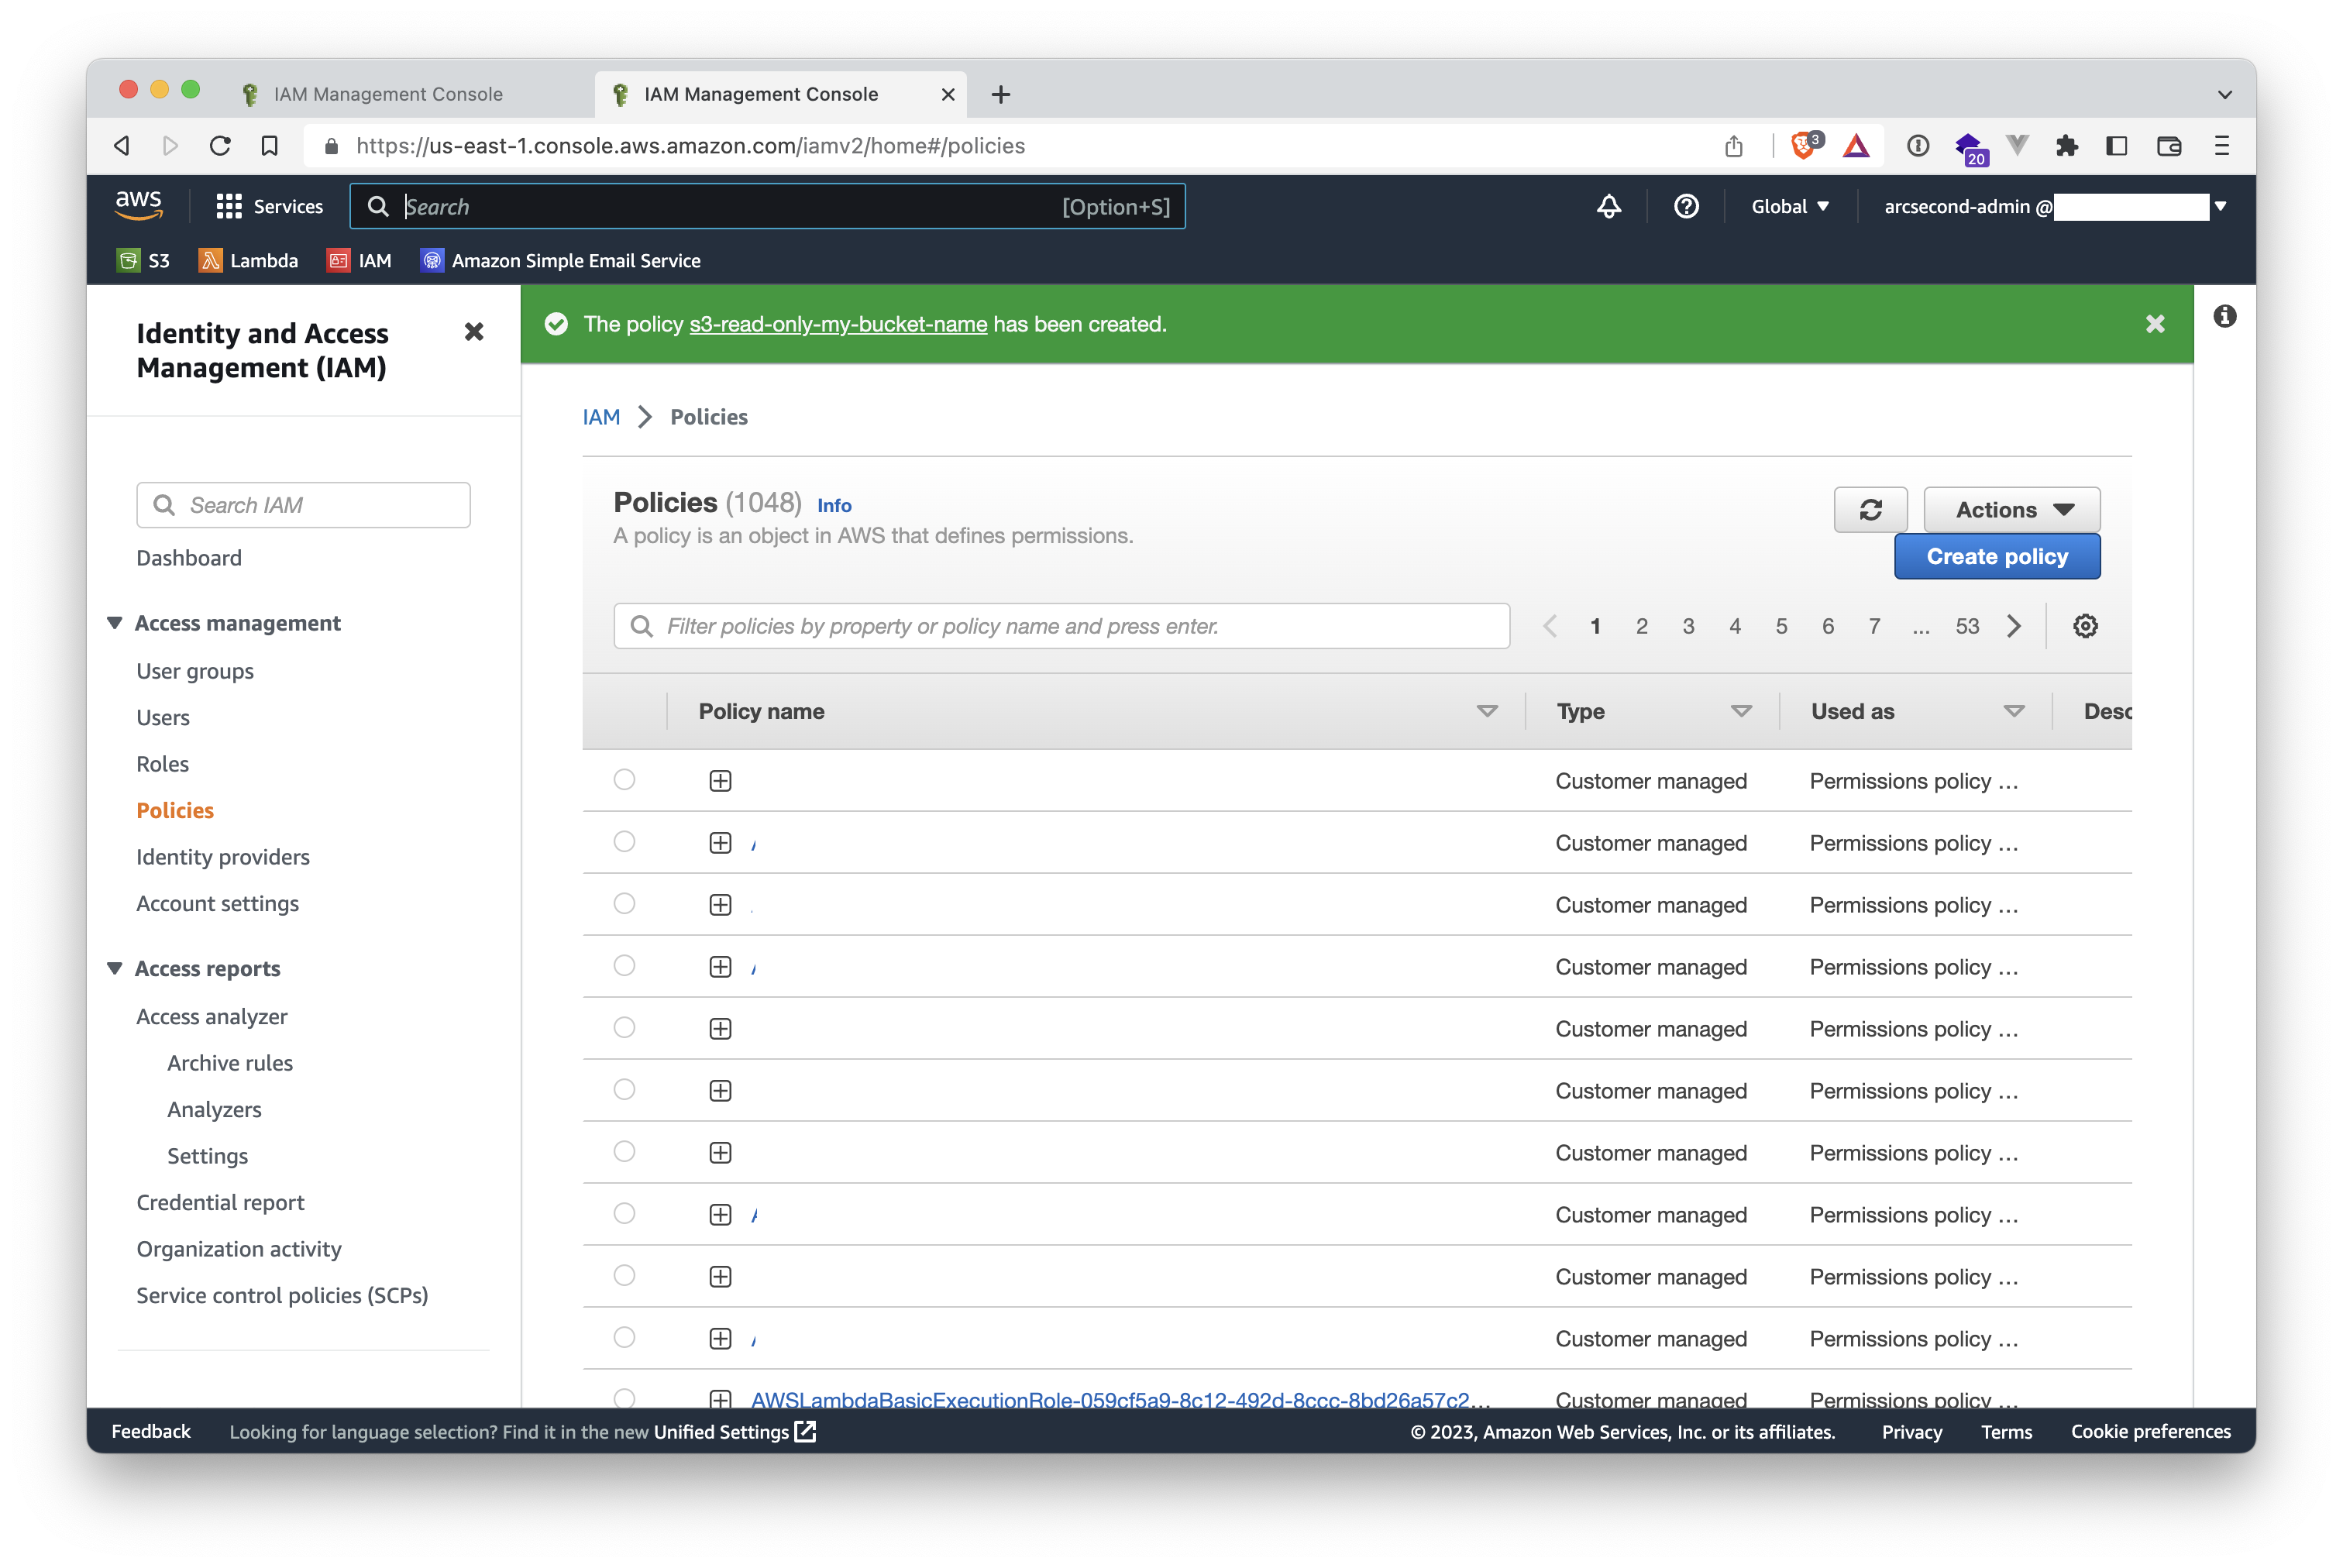 IAM Management Console
IAM Management Console
https://us-east-1.console.aws.amazon.com/iamv2/home#/policies
3
20
aws
Services
Search
[Option+S]
Global
arcsecond-admin @
S3
Lambda
IAM
Amazon Simple Email Service
Identity and Access
Management (IAM)
Search IAM
Dashboard
Access management
User groups
Users
Roles
Policies
Identity providers
Account settings
Access reports
Access analyzer
Archive rules
Analyzers
Settings
Credential report
Organization activity
Service control policies (SCPs)
The policy s3-read-only-my-bucket-name has been created.
IAM
Policies
Policies (1048) Info
A policy is an object in AWS that defines permissions.
Actions
Create policy
Filter policies by property or policy name and press enter.
1 2 3 4 5 6 7 ... 53
Policy name Type Used as Desc
Customer managed Permissions policy ...
Customer managed Permissions policy ...
Customer managed Permissions policy ...
Customer managed Permissions policy ...
Customer managed Permissions policy ...
Customer managed Permissions policy ...
Customer managed Permissions policy ...
Customer managed Permissions policy ...
Customer managed Permissions policy ...
Customer managed Permissions policy ...
AWSLambdaBasicExecutionRole-059cf5a9-8c12-492d-8ccc-8bd26a57c2... Customer managed Permissions policy ...
Feedback
Looking for language selection? Find it in the new Unified Settings
© 2023, Amazon Web Services, Inc. or its affiliates.
Privacy
Terms
Cookie preferences